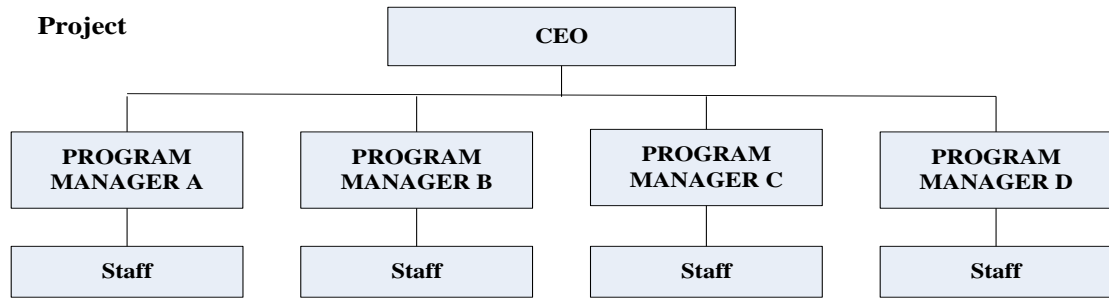 Project
CEO
PROGRAM
MANAGER A
PROGRAM
MANAGER B
PROGRAM
MANAGER C
PROGRAM
MANAGER D
Staff
Staff
Staff
Staff